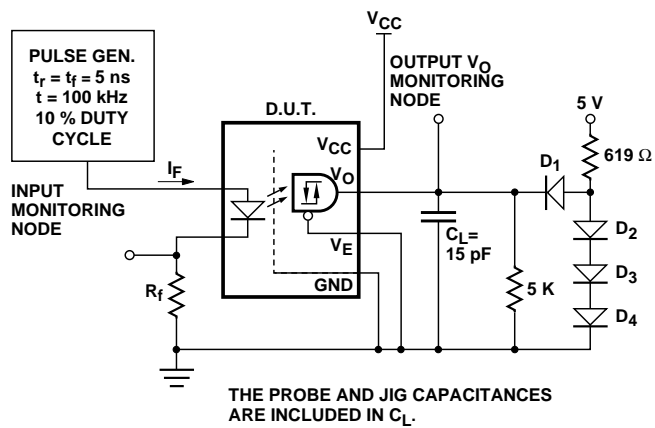 PULSE GEN.
tr = tf = 5 ns
t = 100 kHz
10 % DUTY
CYCLE
VCC
OUTPUT VO
MONITORING
NODE
D.U.T.
5 V
VCC
619 Ω
D1
IF
VO
INPUT
MONITORING
NODE
D2
CL=
15 pF
VE
D3
GND
5 K
Rf
D4
THE PROBE AND JIG CAPACITANCES
ARE INCLUDED IN CL.